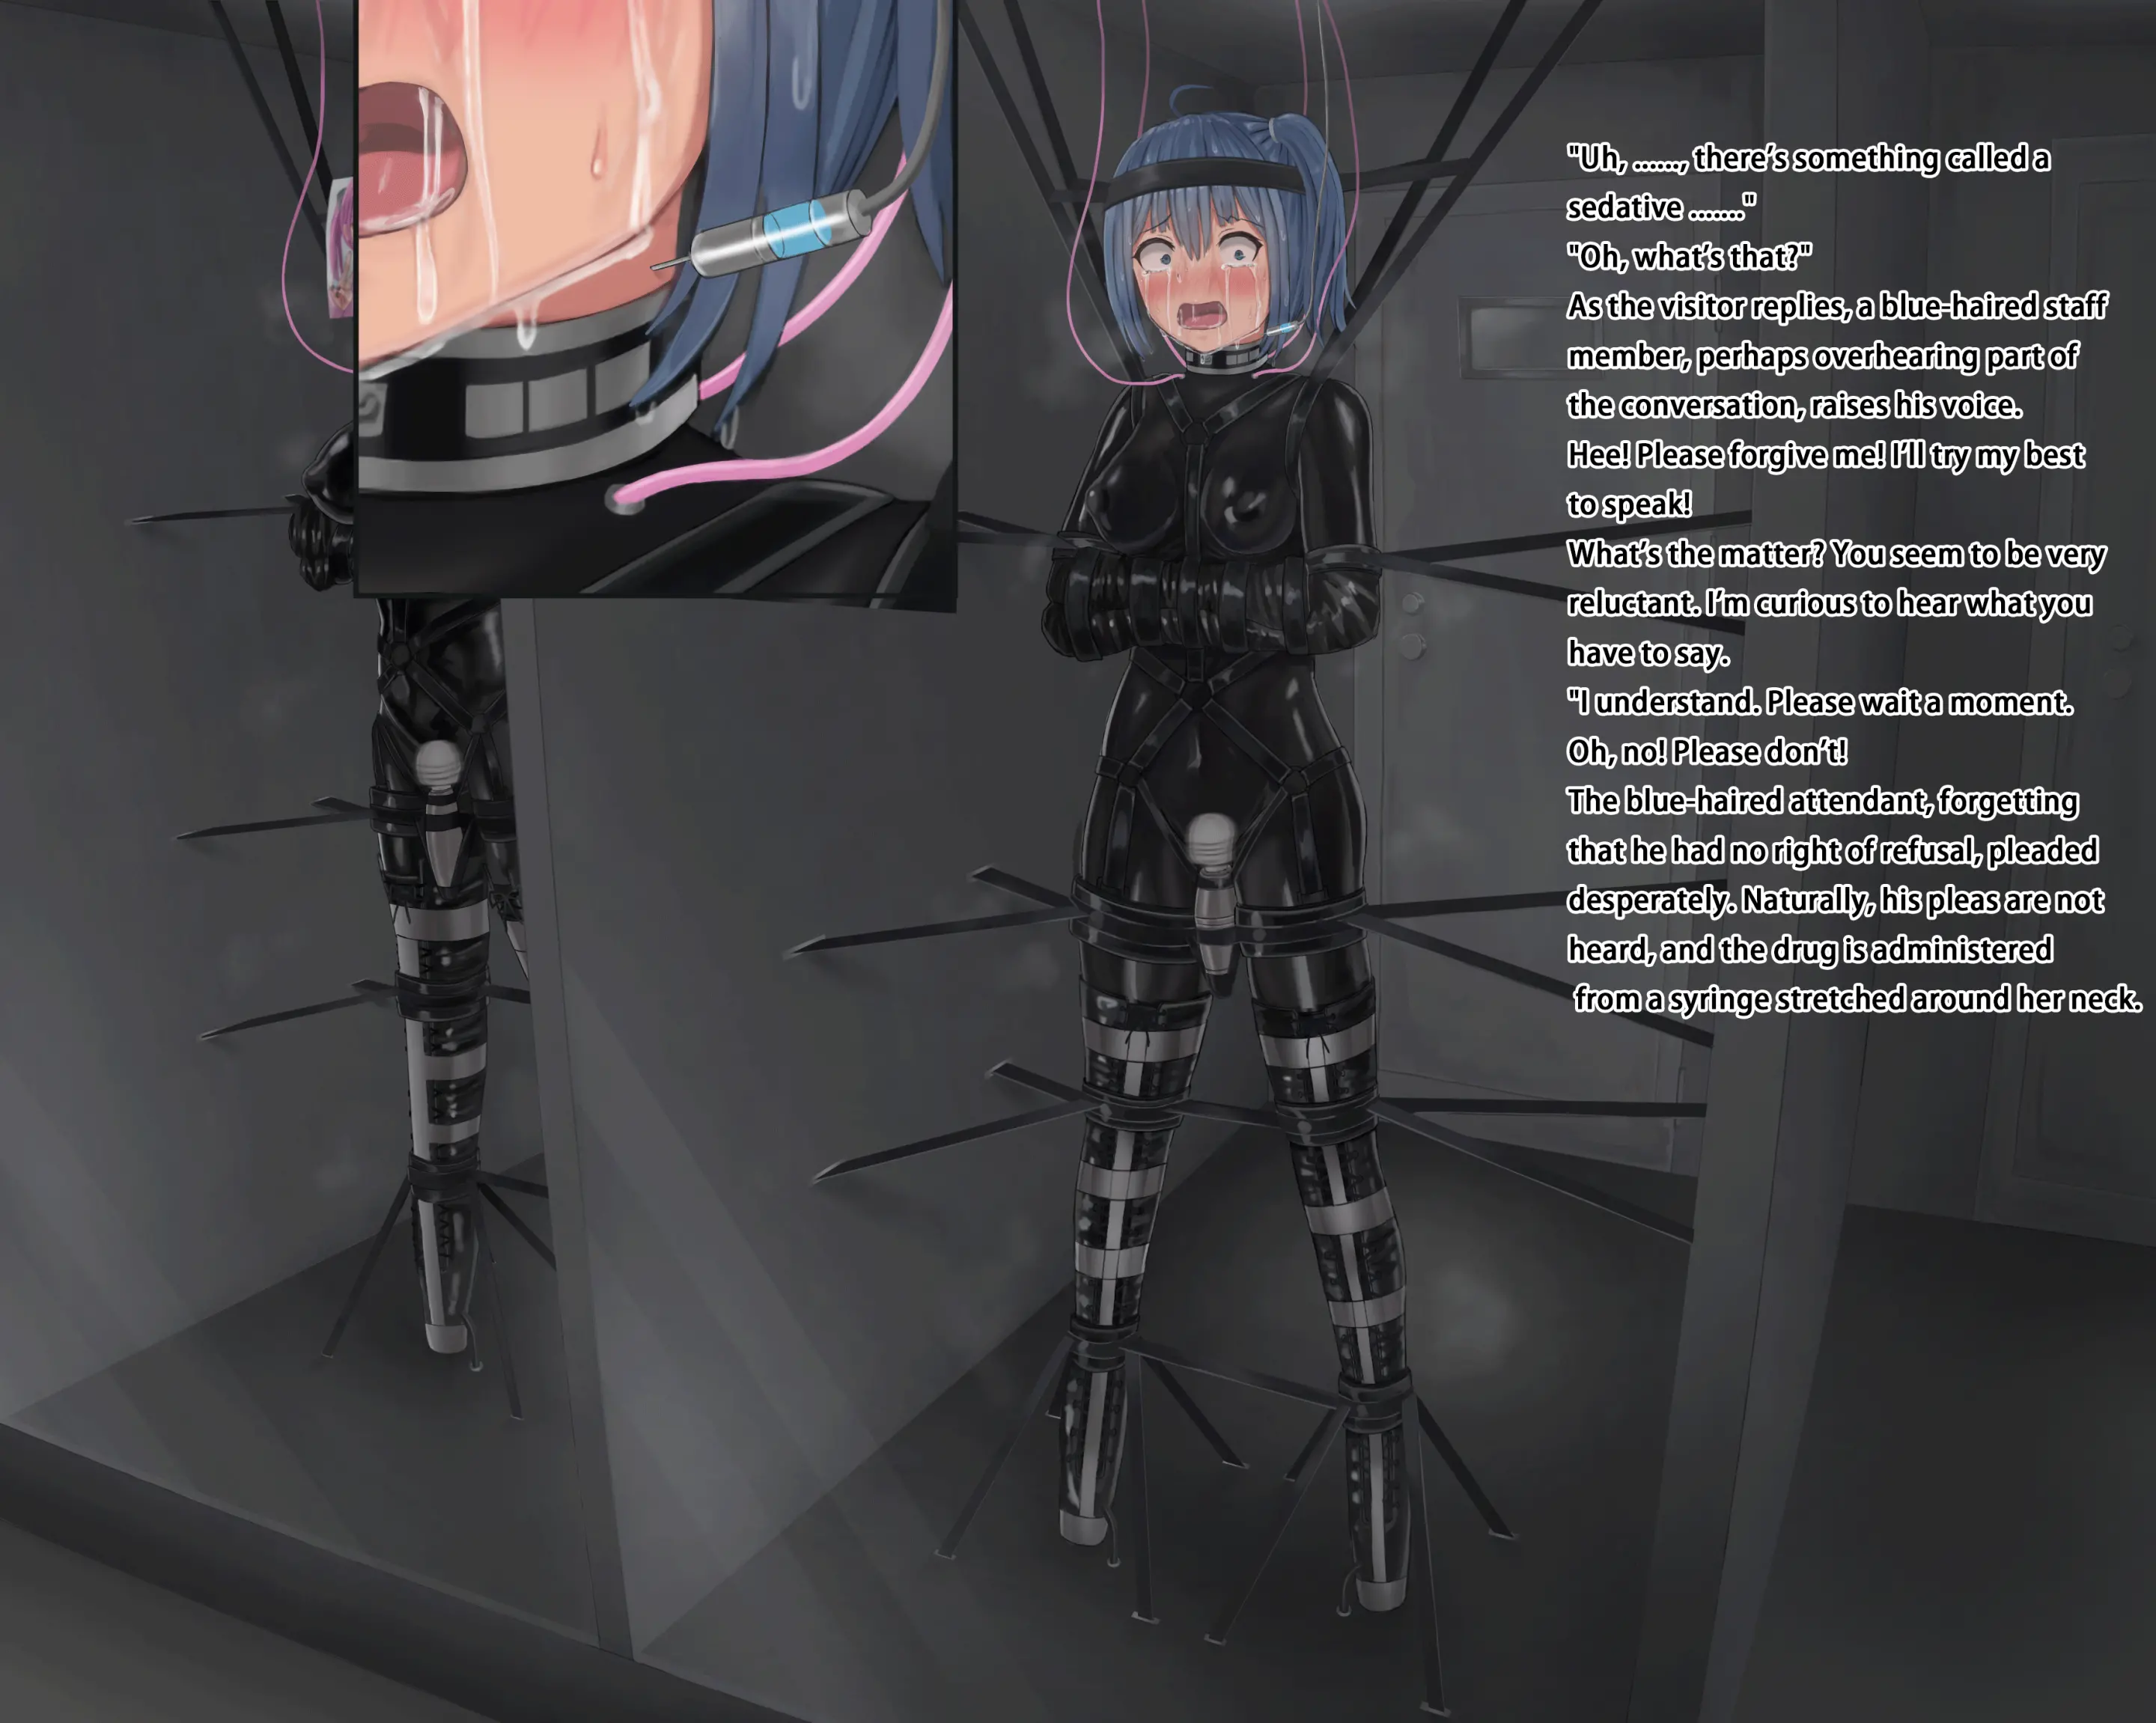 "Uh, ......, there's something called a
sedative ......."
"Oh, what's that?"
As the visitor replies, a blue-haired staff
member, perhaps overhearing part of
the conversation, raises his voice.
Hee! Please forgive me! I'll try my best
to speak!
What's the matter? You seem to be very
reluctant. I'm curious to hear what you
have to say.
"I understand. Please wait a moment.
Oh, no! Please don't!
The blue-haired attendant, forgetting
that he had no right of refusal, pleaded
desperately. Naturally, his pleas are not
heard, and the drug is administered
from a syringe stretched around her neck.